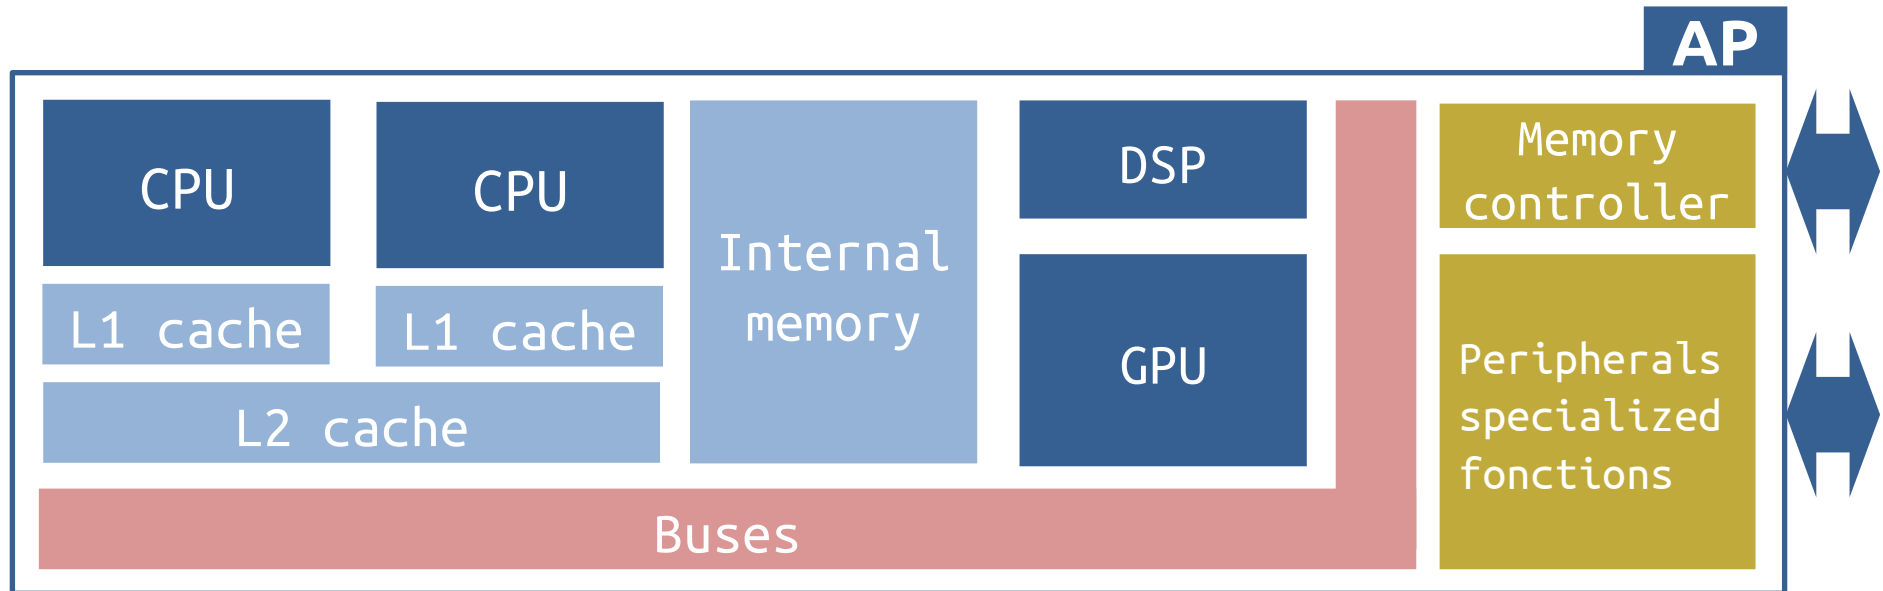 AP
CPU
CPU
L1 cache
L1 cache
L2 cache
Internal
memory
DSP
GPU
Buses
Memory
controller
Peripherals
specialized
fonctions